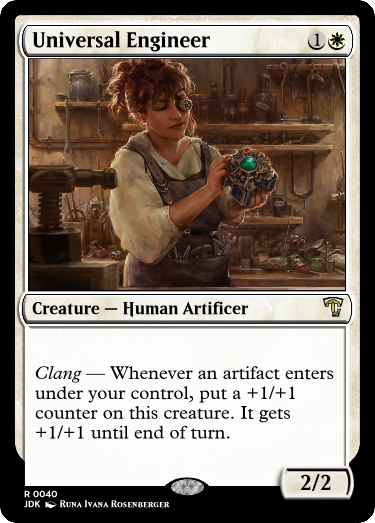 Universal Engineer 1
Creature — Human Artificer
Clang — Whenever an artifact enters
under your control, put a +1/+1
counter on this creature. It gets
+1/+1 until end of turn.
2/2
R 0040
JDK Runa Ivana Rosenberger